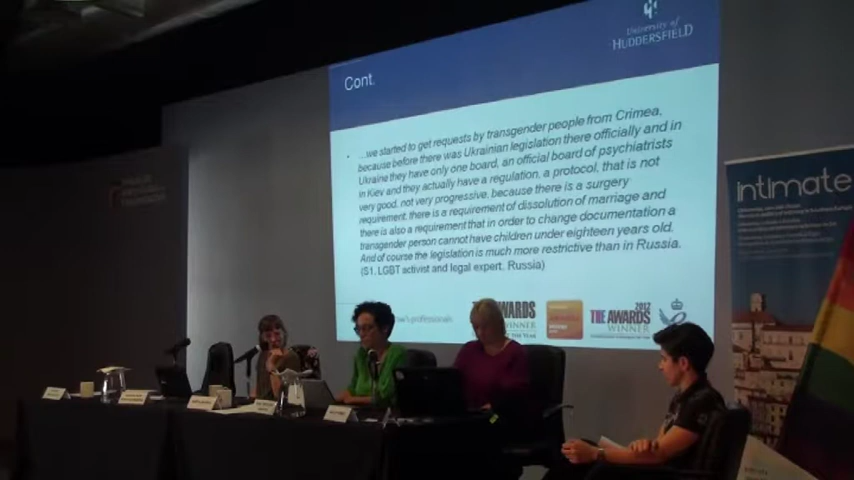 University of
HUDDERSFIELD
Cont.
• …we started to get requests by transgender people from Crimea,
because before there was Ukrainian legislation there officially and in
Ukraine they have only one board, an official board of psychiatrists
in Kiev and they actually have a regulation, a protocol, that is not
very good, not very progressive, because there is a surgery
requirement, there is a requirement of dissolution of marriage and
there is also a requirement that in order to change documentation a
transgender person cannot have children under eighteen years old.
And of course the legislation is much more restrictive than in Russia.
(S1, LGBT activist and legal expert, Russia)
intimate
professionals
AWARDS
WINNER
2012
THE AWARDS
WINNER